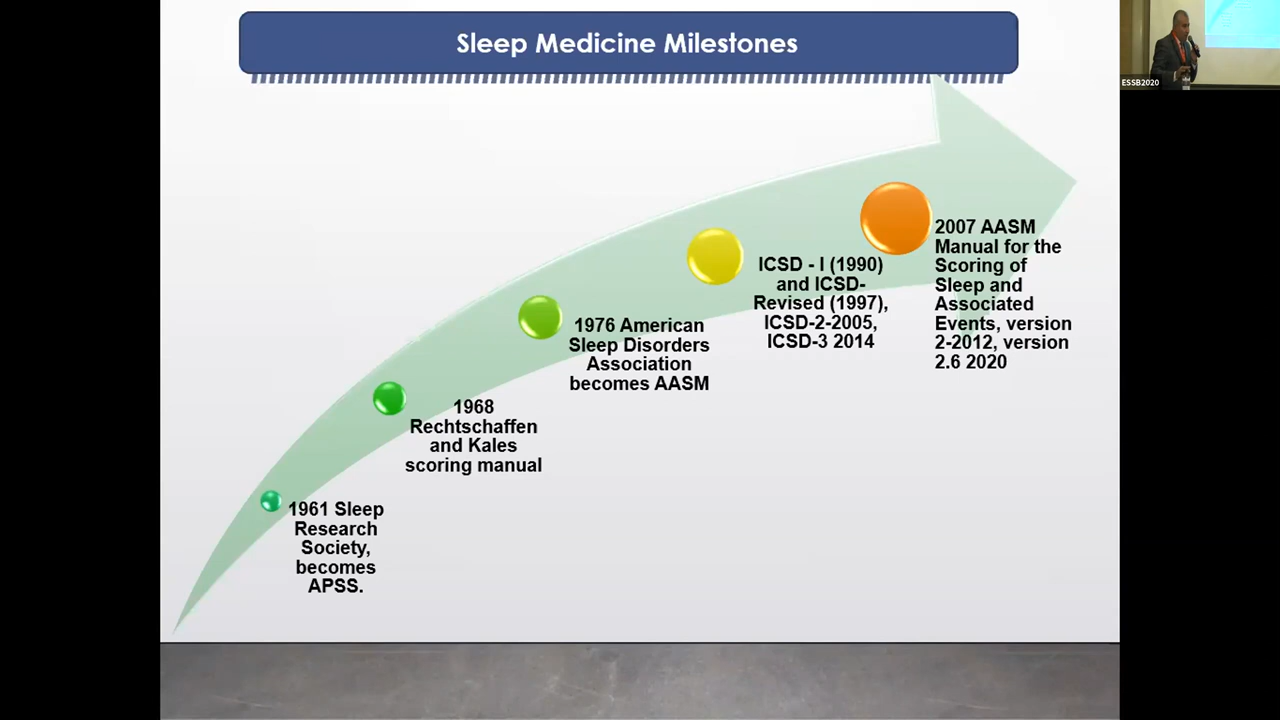 Sleep Medicine Milestones
ESSB2020
2007 AASM
Manual for the
Scoring of
Sleep and
Associated
Events, version
2-2012, version
2.6 2020
ICSD - I (1990)
and ICSD-
Revised (1997),
ICSD-2-2005,
ICSD-3 2014
1976 American
Sleep Disorders
Association
becomes AASM
1968
Rechtschaffen
and Kales
scoring manual
1961 Sleep
Research
Society,
becomes
APSS.